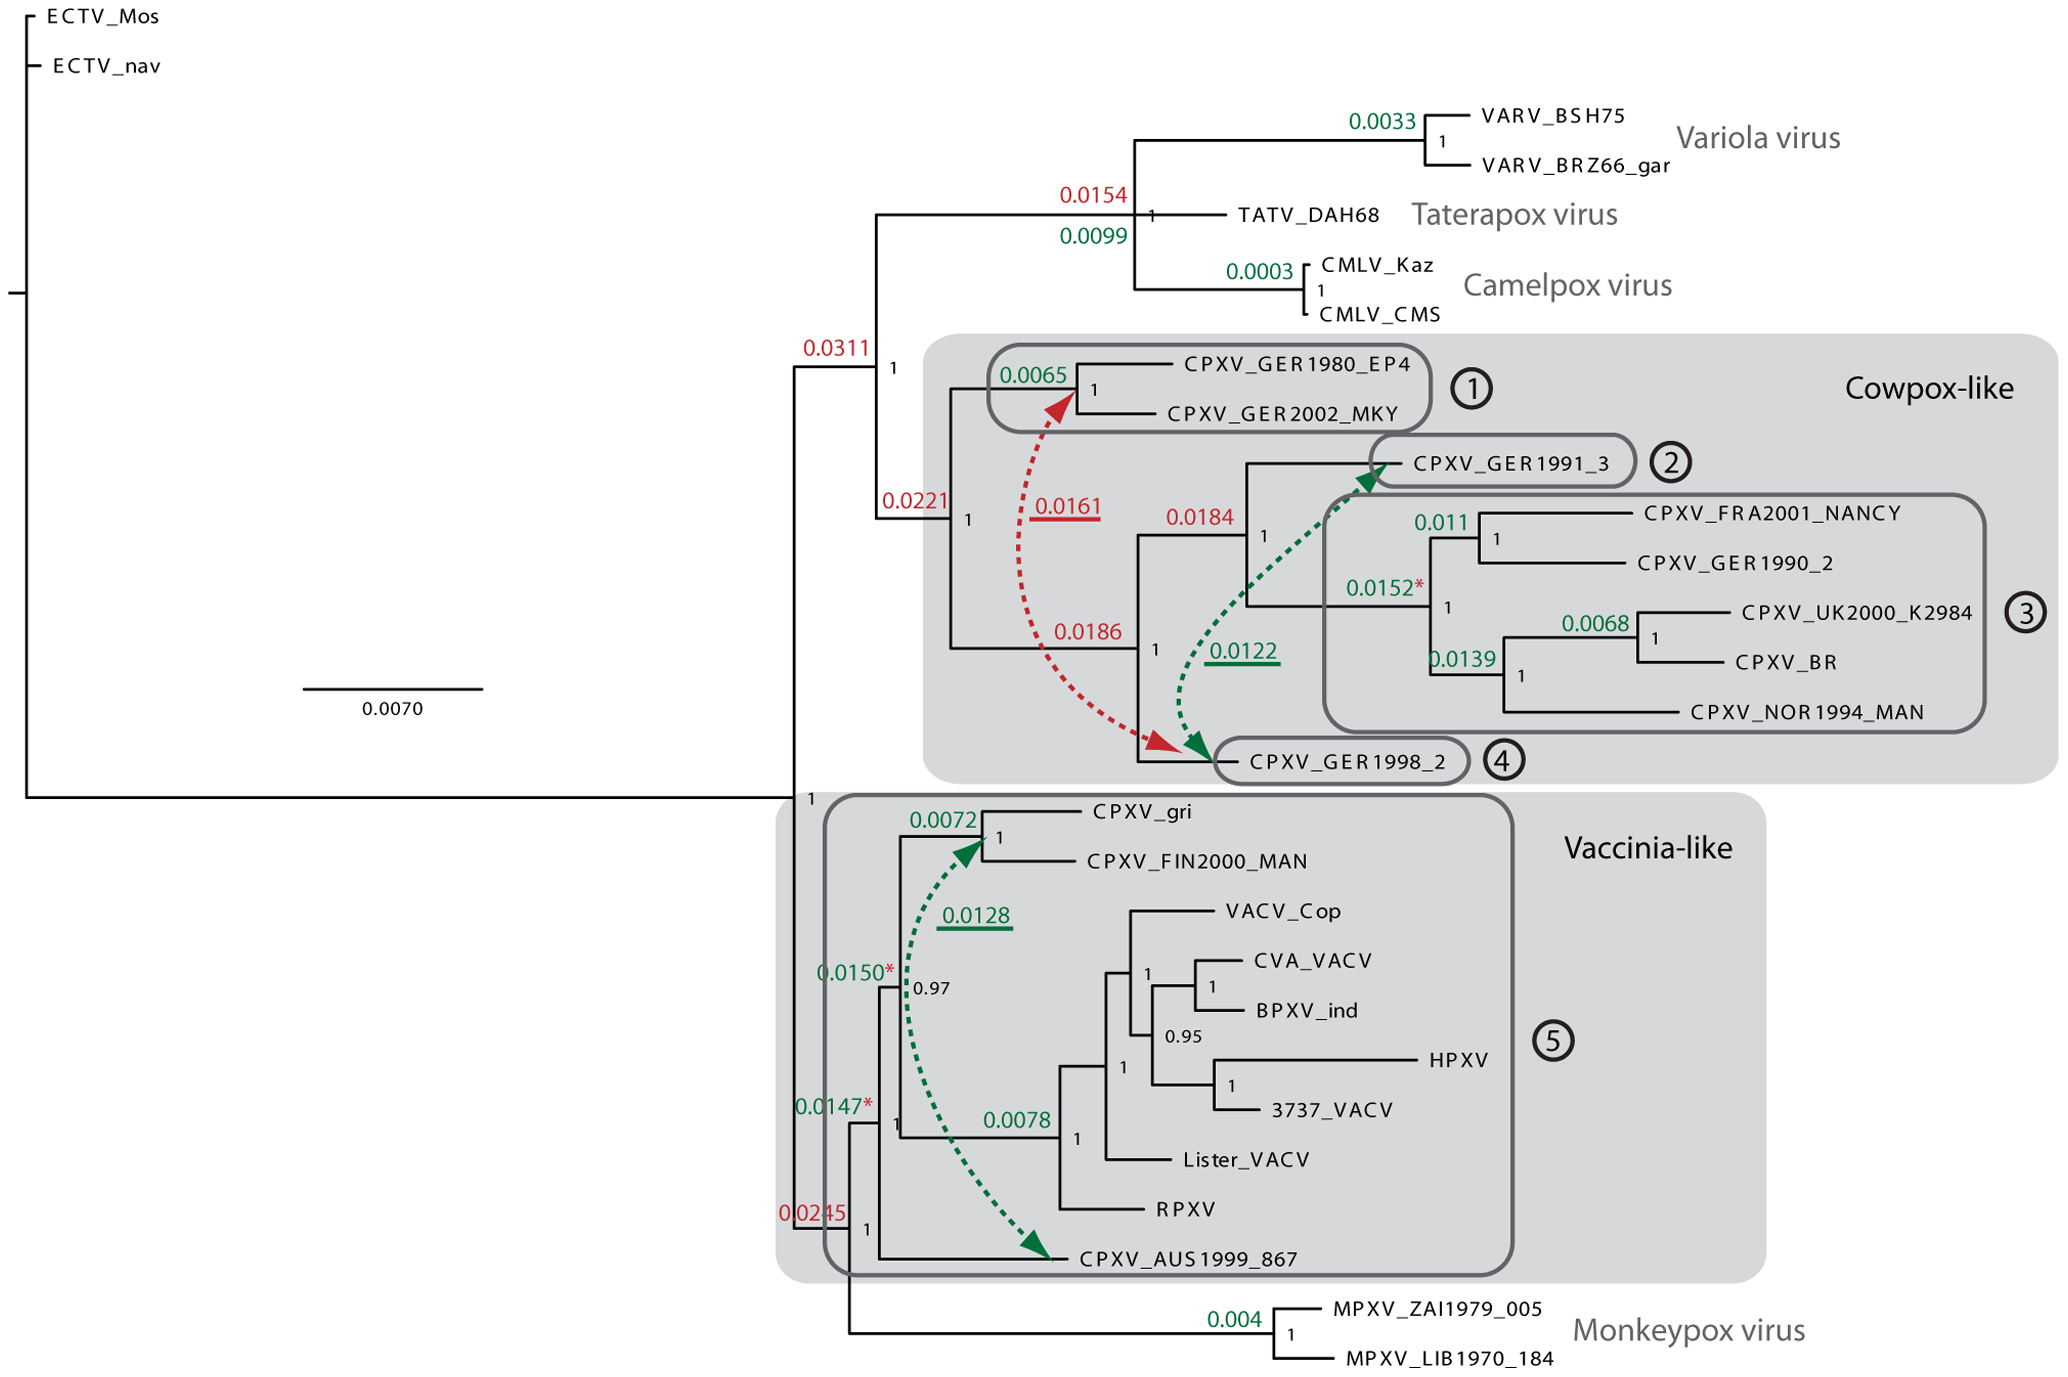 ECTV_Mos
ECTV_nav
VARV_BSH75
0.0033
1
Variola virus
VARV_BRZ66_gar
0.0154
1
TATV_DAH68
Taterapox virus
0.0099
CMLV_Kaz
0.0003
1
Camelpox virus
CMLV_CMS
0.0311
1
CPXV_GER1980_EP4
0.0065
1
1
Cowpox-like
CPXV_GER2002_MKY
CPXV_GER1991_3
2
0.0221
1
0.0161
0.0184
1
CPXV_FRA2001_NANCY
0.011
1
CPXV_GER1990_2
0.0152*
1
CPXV_UK2000_K2984
3
0.0068
1
0.0186
1
0.0122
0.0139
1
CPXV_BR
0.0070
CPXV_NOR1994_MAN
CPXV_GER1998_2
4
1
CPXV_gri
0.0072
1
Vaccinia-like
CPXV_FIN2000_MAN
0.0128
VACV_Cop
0.0150*
0.97
1
CVA_VACV
1
BPXV_ind
0.95
5
HPXV
1
1
3737_VACV
0.0147*
1
0.0078
1
Lister_VACV
RPXV
0.0245
1
CPXV_AUS1999_867
MPXV_ZAI1979_005
0.004
1
Monkeypox virus
MPXV_LIB1970_184